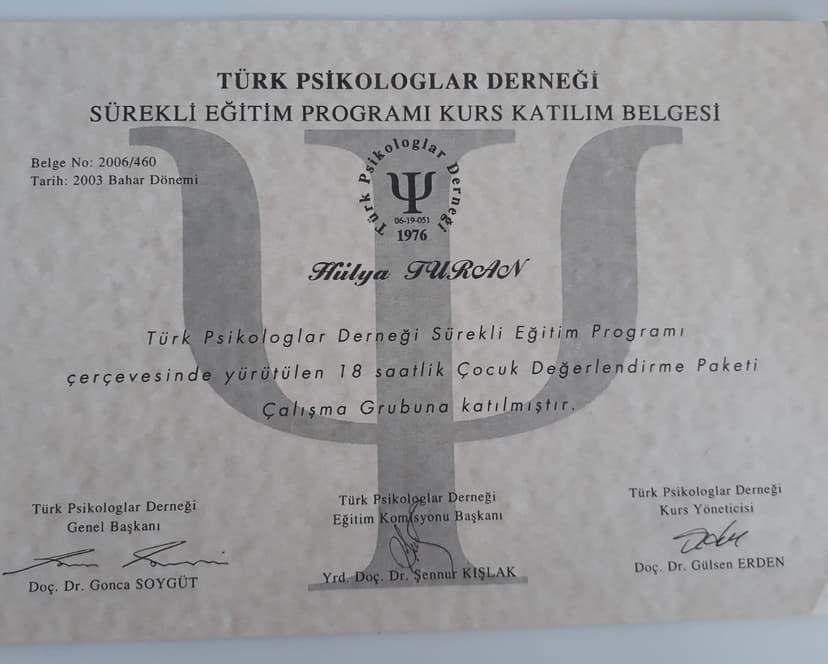 TÜRK PSİKOLOGLAR DERNEĞİ
SÜREKLİ EĞİTİM PROGRAMI KURS KATILIM BELGESİ
Belge No: 2006/460
Tarih: 2003 Bahar Dönemi
Türk Psikologlar Derneği
06-19-051
1976
Hülya TURAN
Türk Psikologlar Derneği Sürekli Eğitim Programı
çerçevesinde yürütülen 18 saatlik Çocuk Değerlendirme Paketi
Çalışma Grubuna katılmıştır.
Türk Psikologlar Derneği
Genel Başkanı
Doç. Dr. Gonca SOYGÜT
Türk Psikologlar Derneği
Eğitim Komisyonu Başkanı
Yrd. Doç. Dr. Şennur KIŞLAK
Türk Psikologlar Derneği
Kurs Yöneticisi
Doç. Dr. Gülsen ERDEN